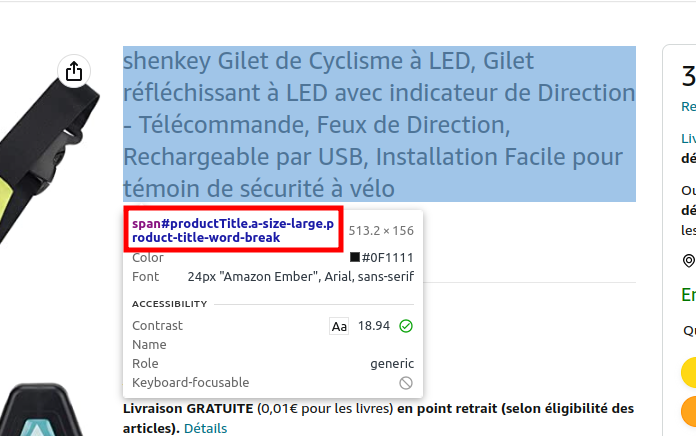 shenkey Gilet de Cyclisme à LED, Gilet
réfléchissant à LED avec indicateur de Direction
- Télécommande, Feux de Direction,
Rechargeable par USB, Installation Facile pour
témoin de sécurité à vélo
span#productTitle.a-size-large.p
roduct-title-word-break
513.2 × 156
Color
#0F1111
Font
24px "Amazon Ember", Arial, sans-serif
ACCESSIBILITY
Contrast
Aa 18.94
Name
Role
generic
Keyboard-focusable
Livraison GRATUITE (0,01€ pour les livres) en point retrait (selon éligibilité des
articles). Détails
3
Re
Liv
dé
Ou
dé
les
En
Qu